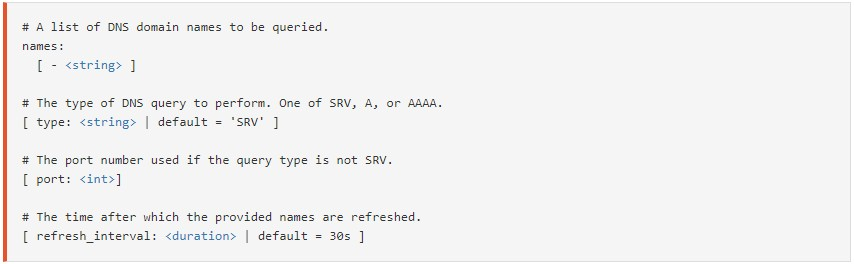 # A list of DNS domain names to be queried.
names:
  [ - <string> ]
# The type of DNS query to perform. One of SRV, A, or AAAA.
[ type: <string> | default = 'SRV' ]
# The port number used if the query type is not SRV.
[ port: <int>]
# The time after which the provided names are refreshed.
[ refresh_interval: <duration> | default = 30s ]